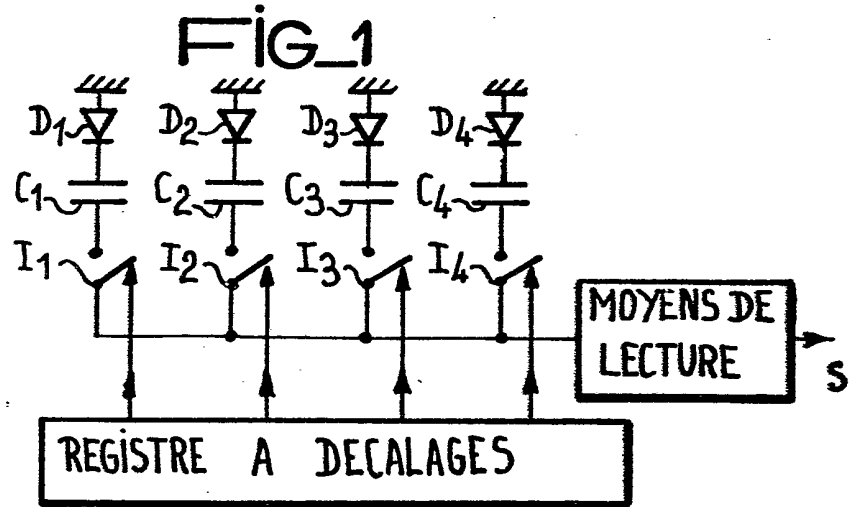 FiG_1
D1 D2 D3 D4
C1 C2 C3 C4
I1 I2 I3 I4
MOYENS DE
LECTURE
S
REGiSTRE A DECALAGES